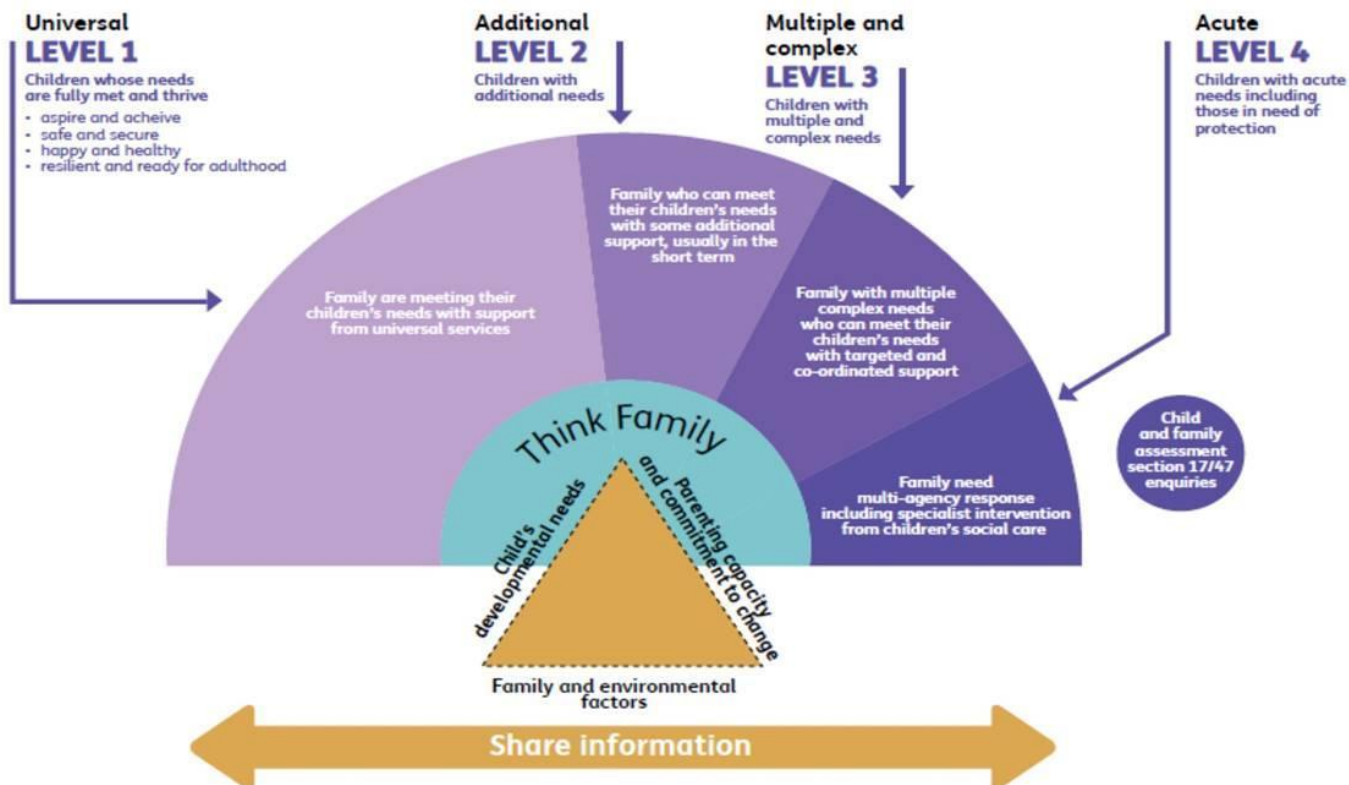 Universal
LEVEL 1
Children whose needs
are fully met and thrive
• aspire and acheive
• safe and secure
• happy and healthy
• resilient and ready for adulthood
Additional
LEVEL 2
Children with
additional needs
Multiple and
complex
LEVEL 3
Children with
multiple and
complex needs
Acute
LEVEL 4
Children with acute
needs including
those in need of
protection
Family are meeting their
children's needs with support
from universal services
Family who can meet
their children's needs
with some additional
support, usually in the
short term
Family with multiple
complex needs
who can meet their
children's needs
with targeted and
co-ordinated support
Family need
multi-agency response
including specialist intervention
from children's social care
Child
and family
assessment
section 17/47
enquiries
Think Family
Child's
developmental needs
Parenting capacity
and commitment to change
Family and environmental
factors
Share information